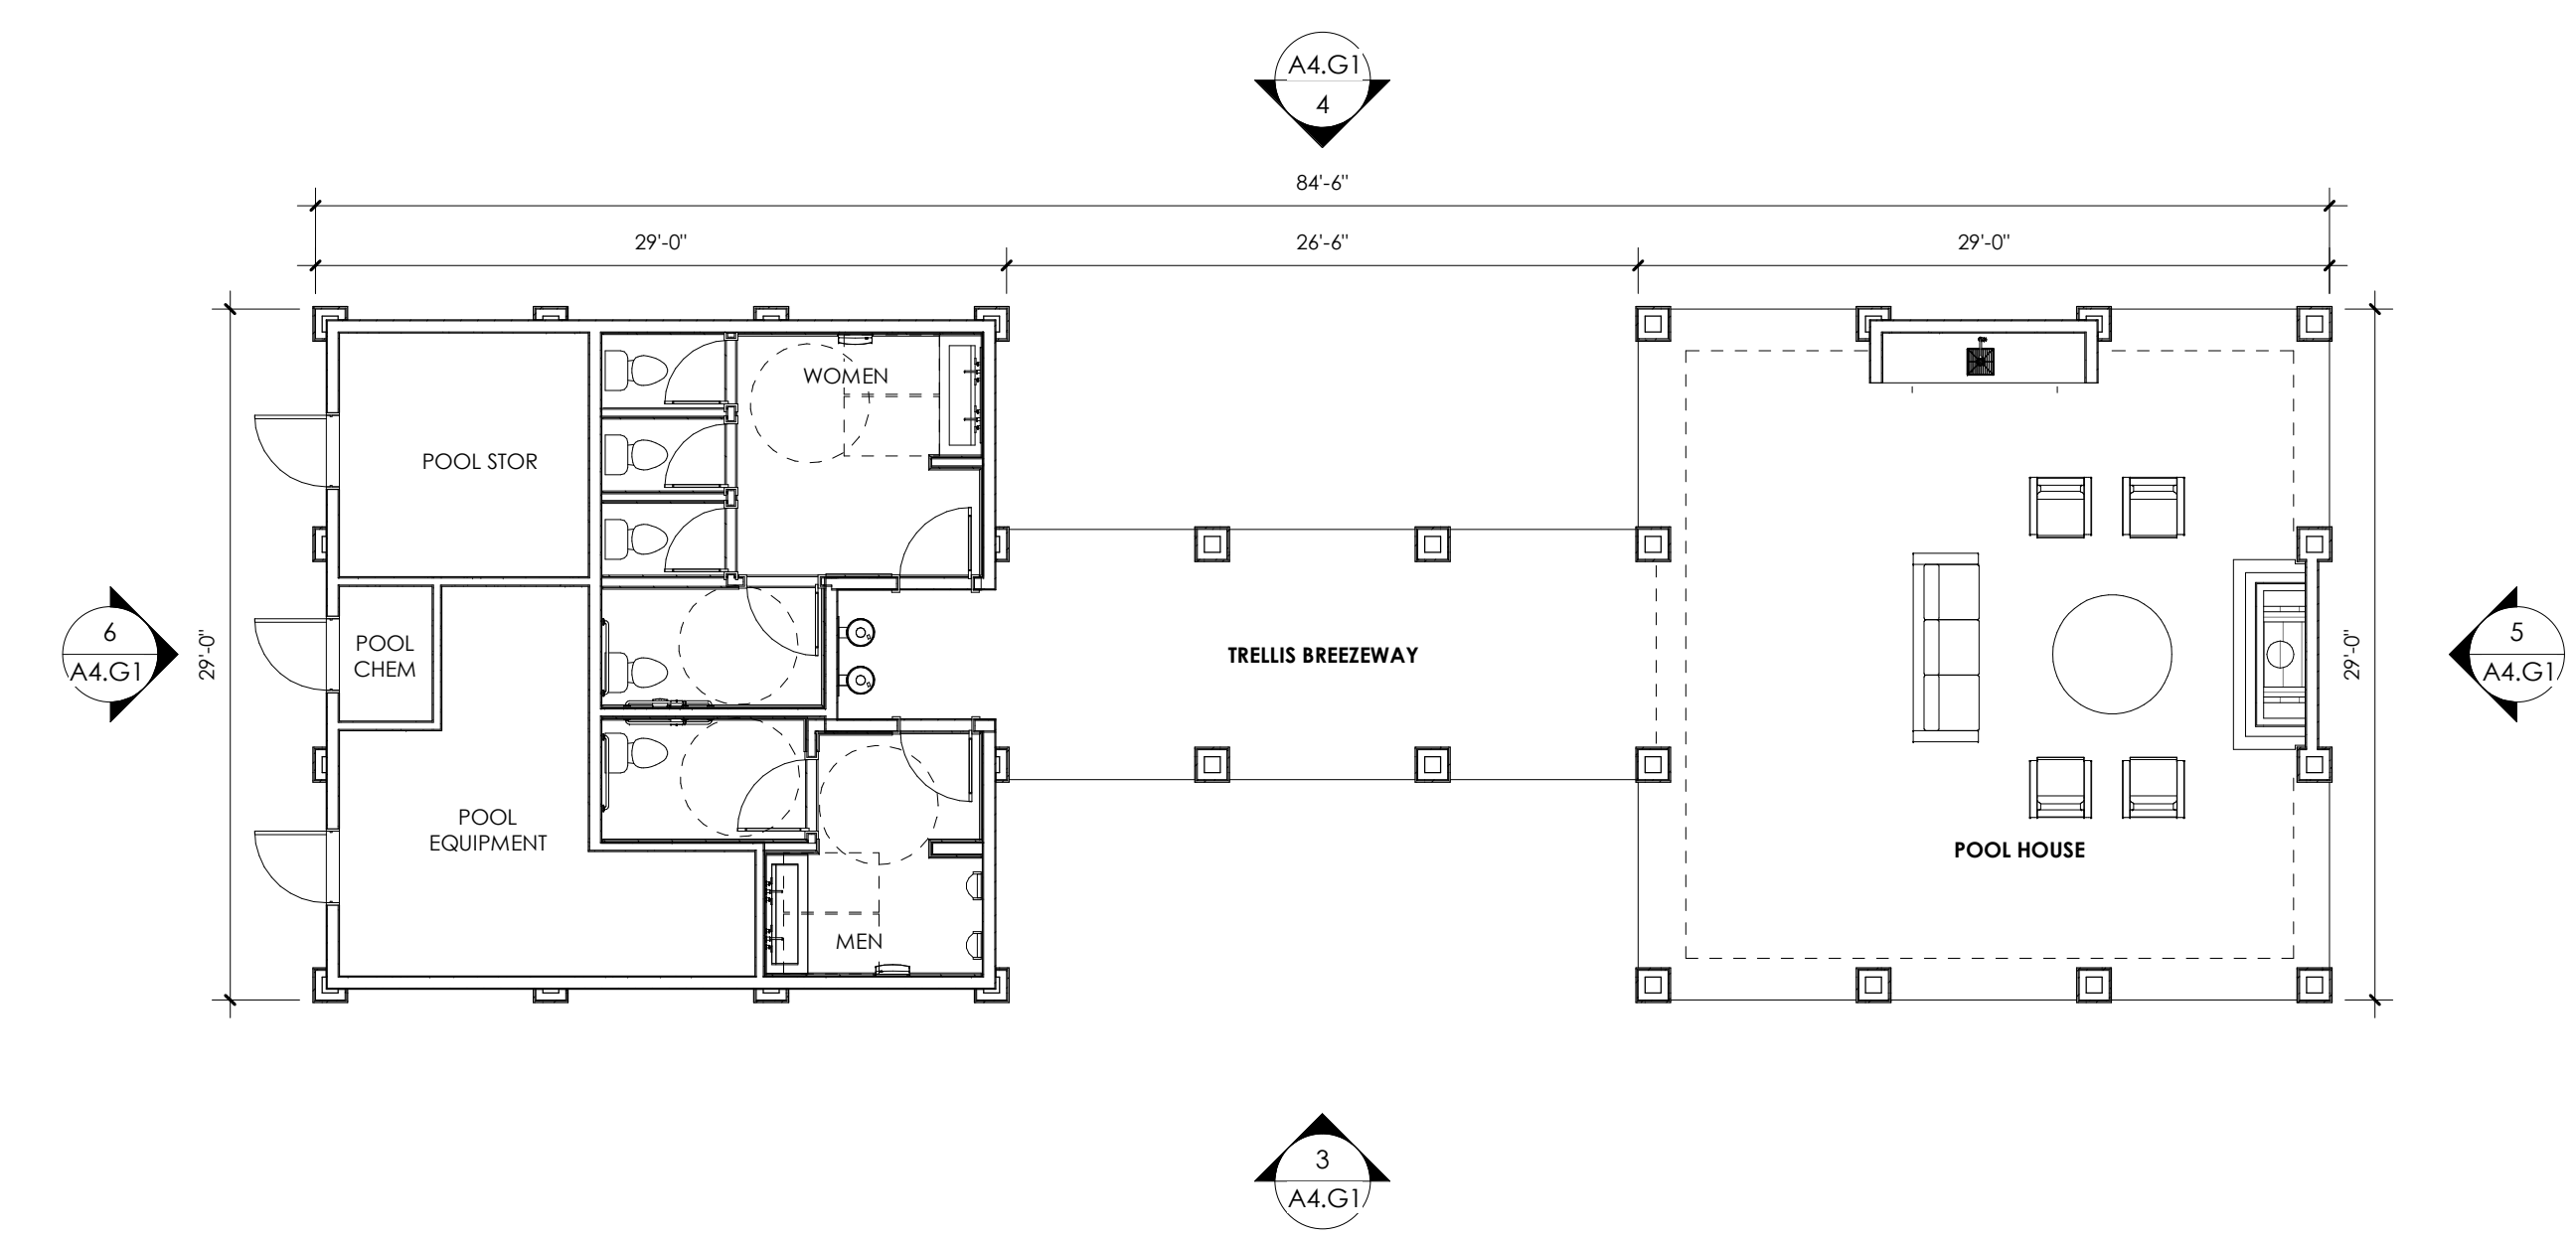 A4.G1
4
84'-6"
29'-0"
26'-6"
29'-0"
WOMEN
POOL STOR
6
A4.G1
29'-0"
POOL
CHEM
TRELLIS BREEZEWAY
29'-0"
5
A4.G1
POOL
EQUIPMENT
POOL HOUSE
MEN
3
A4.G1